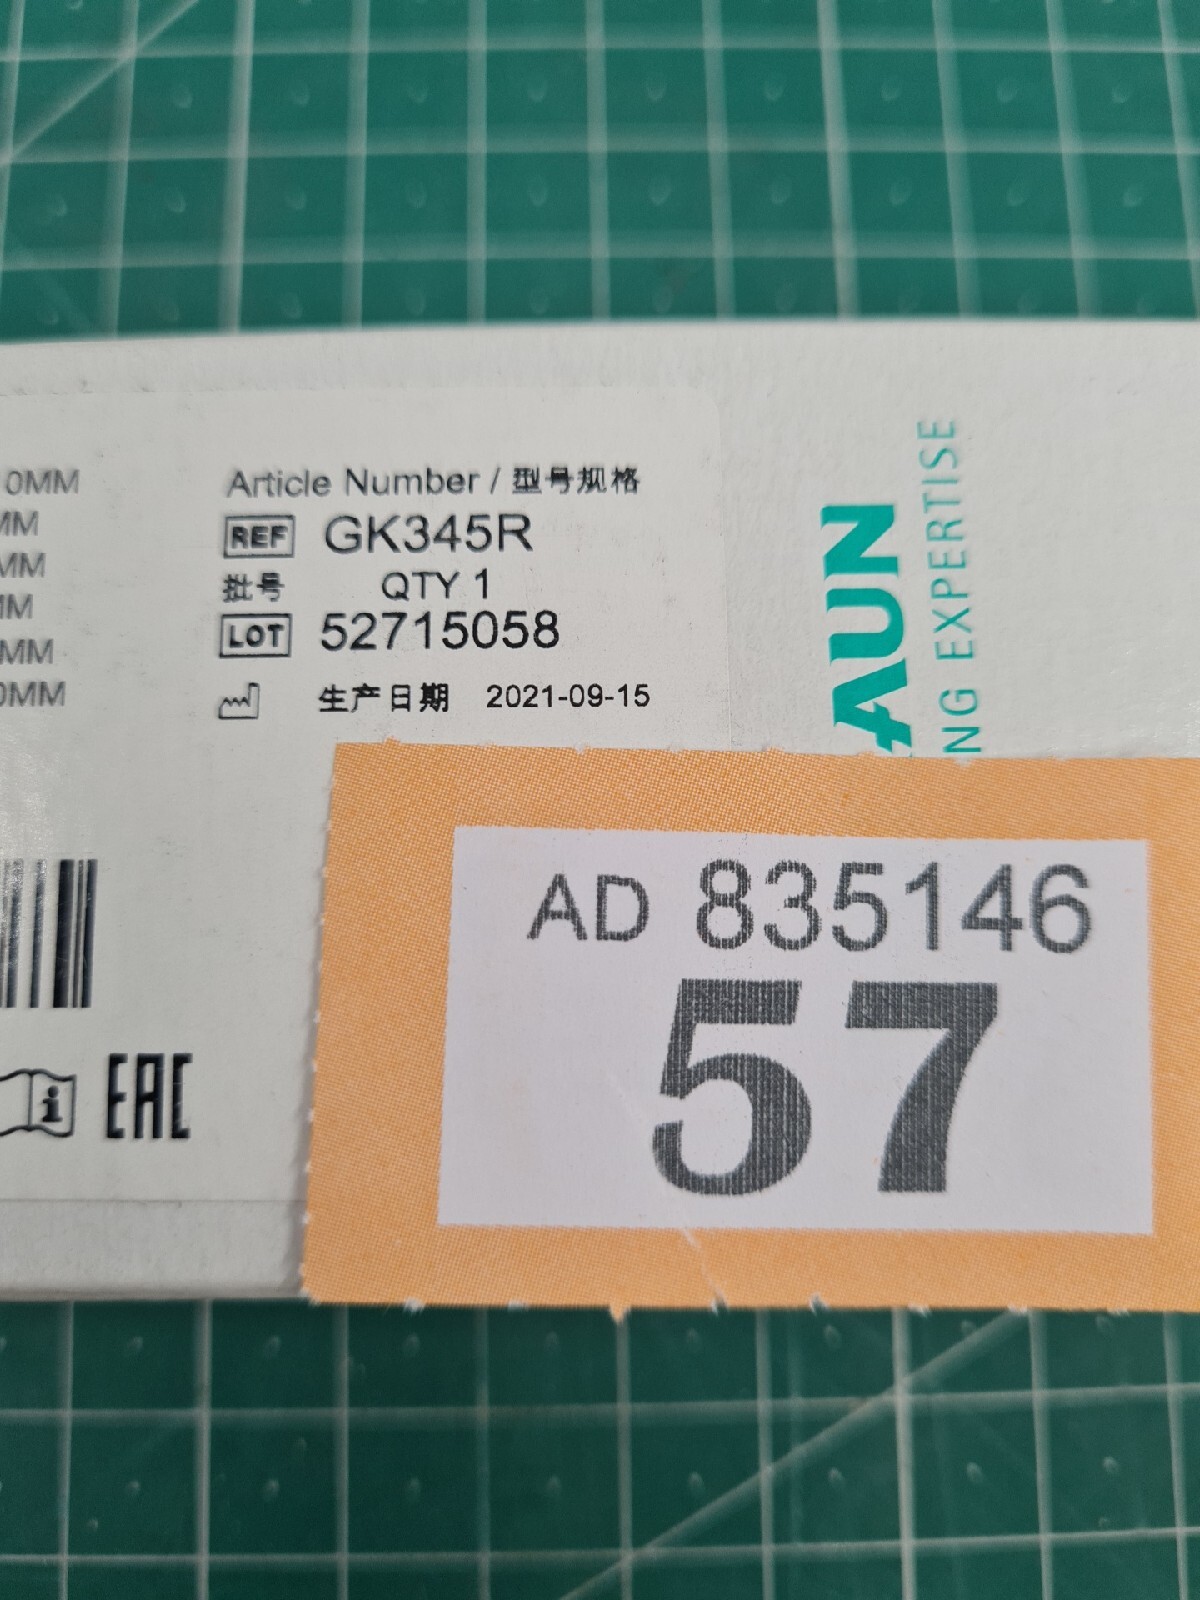 0MM
MM
MM
MM
MM
0MM
Article Number / 型号规格
REF GK345R
批号 QTY 1
LOT 52715058
生产日期 2021-09-15
EAC
AUN
NG EXPERTISE
AD 835146
57